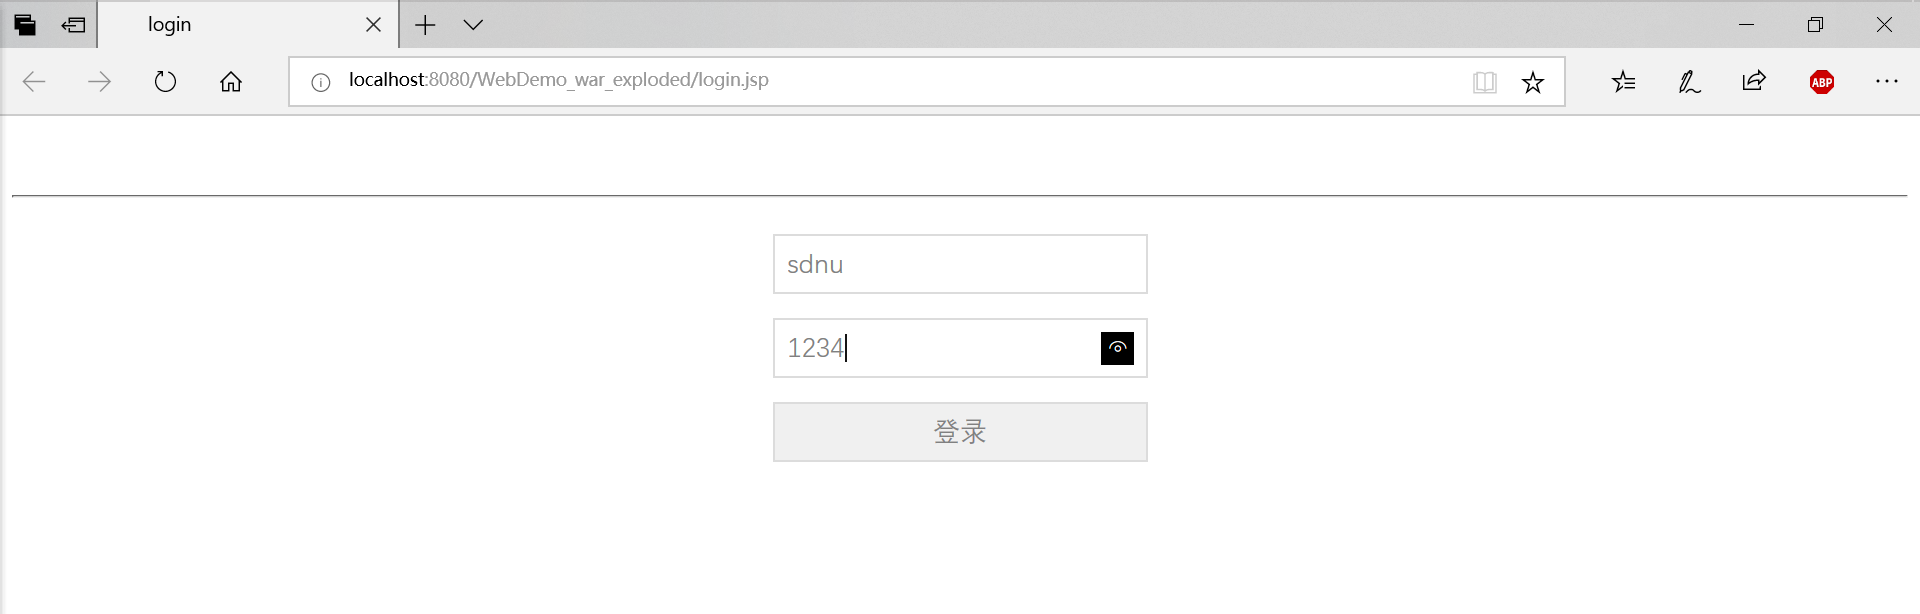 login
localhost:8080/WebDemo_war_exploded/login.jsp
ABP
sdnu
1234
登录